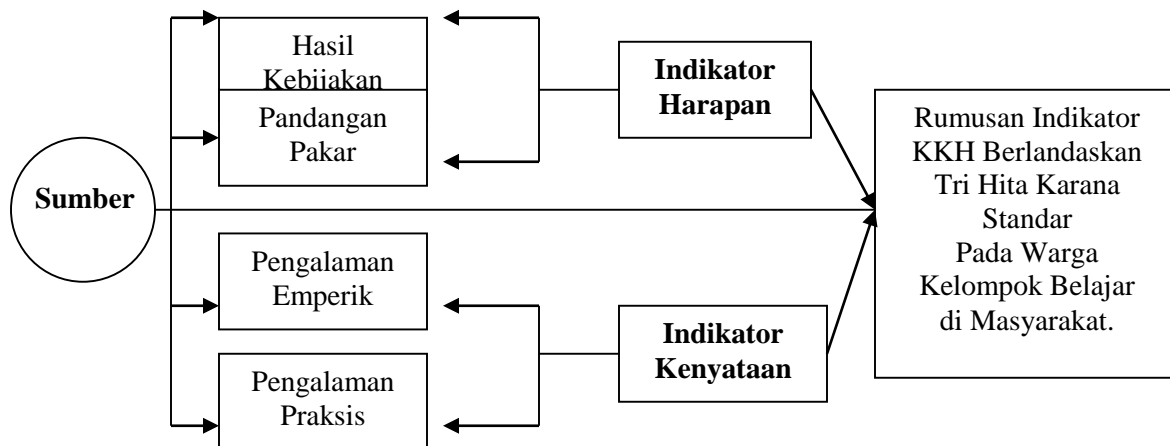 Sumber
Hasil
Kebijakan
Pandangan
Pakar
Pengalaman
Emperik
Pengalaman
Praksis
Indikator
Harapan
Indikator
Kenyataan
Rumusan Indikator
KKH Berlandaskan
Tri Hita Karana
Standar
Pada Warga
Kelompok Belajar
di Masyarakat.